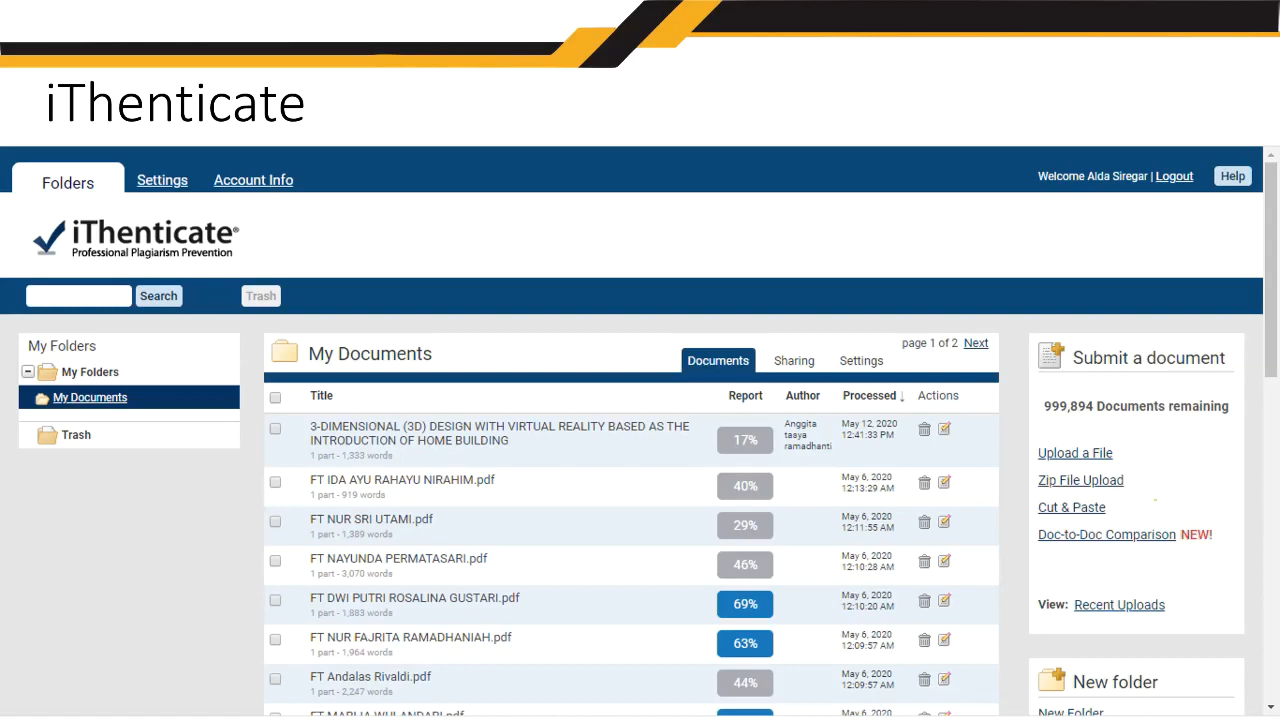 iThenticate
Folders
Settings
Account Info
Welcome Alda Siregar | Logout
Help
iThenticate®
Professional Plagiarism Prevention
Search
Trash
My Folders
My Folders
My Documents
Trash
My Documents
page 1 of 2 Next
Documents
Sharing
Settings
Title Report Author Processed ↓ Actions
3-DIMENSIONAL (3D) DESIGN WITH VIRTUAL REALITY BASED AS THE
INTRODUCTION OF HOME BUILDING
1 part - 1,333 words
17%
Anggita
tasya
ramadhanti
May 12, 2020
12:41:33 PM
FT IDA AYU RAHAYU NIRAHIM.pdf
1 part - 919 words
40%
May 6, 2020
12:13:29 AM
FT NUR SRI UTAMI.pdf
1 part - 1,389 words
29%
May 6, 2020
12:11:55 AM
FT NAYUNDA PERMATASARI.pdf
1 part - 3,070 words
46%
May 6, 2020
12:10:28 AM
FT DWI PUTRI ROSALINA GUSTARI.pdf
1 part - 1,883 words
69%
May 6, 2020
12:10:20 AM
FT NUR FAJRITA RAMADHANIAH.pdf
1 part - 1,964 words
63%
May 6, 2020
12:09:57 AM
FT Andalas Rivaldi.pdf
1 part - 2,247 words
44%
May 6, 2020
12:09:57 AM
Submit a document
999,894 Documents remaining
Upload a File
Zip File Upload
Cut & Paste
Doc-to-Doc Comparison NEW!
View: Recent Uploads
New folder
New Folder